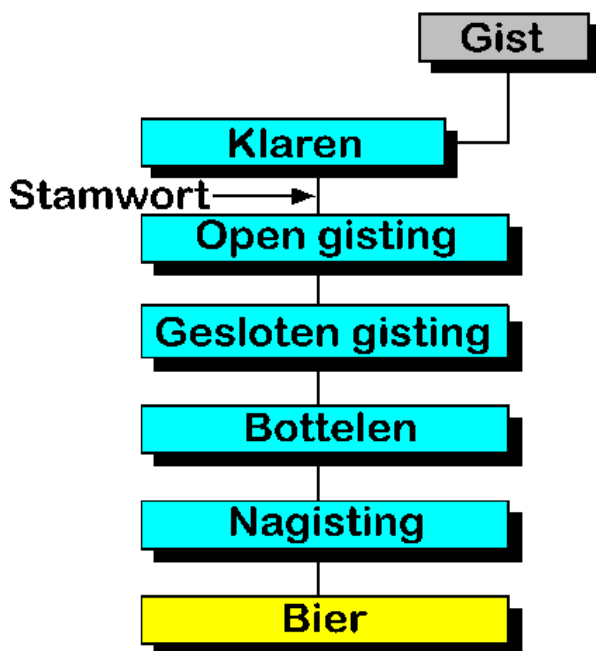 Gist
Klaren
Stamwort
Open gisting
Gesloten gisting
Bottelen
Nagisting
Bier